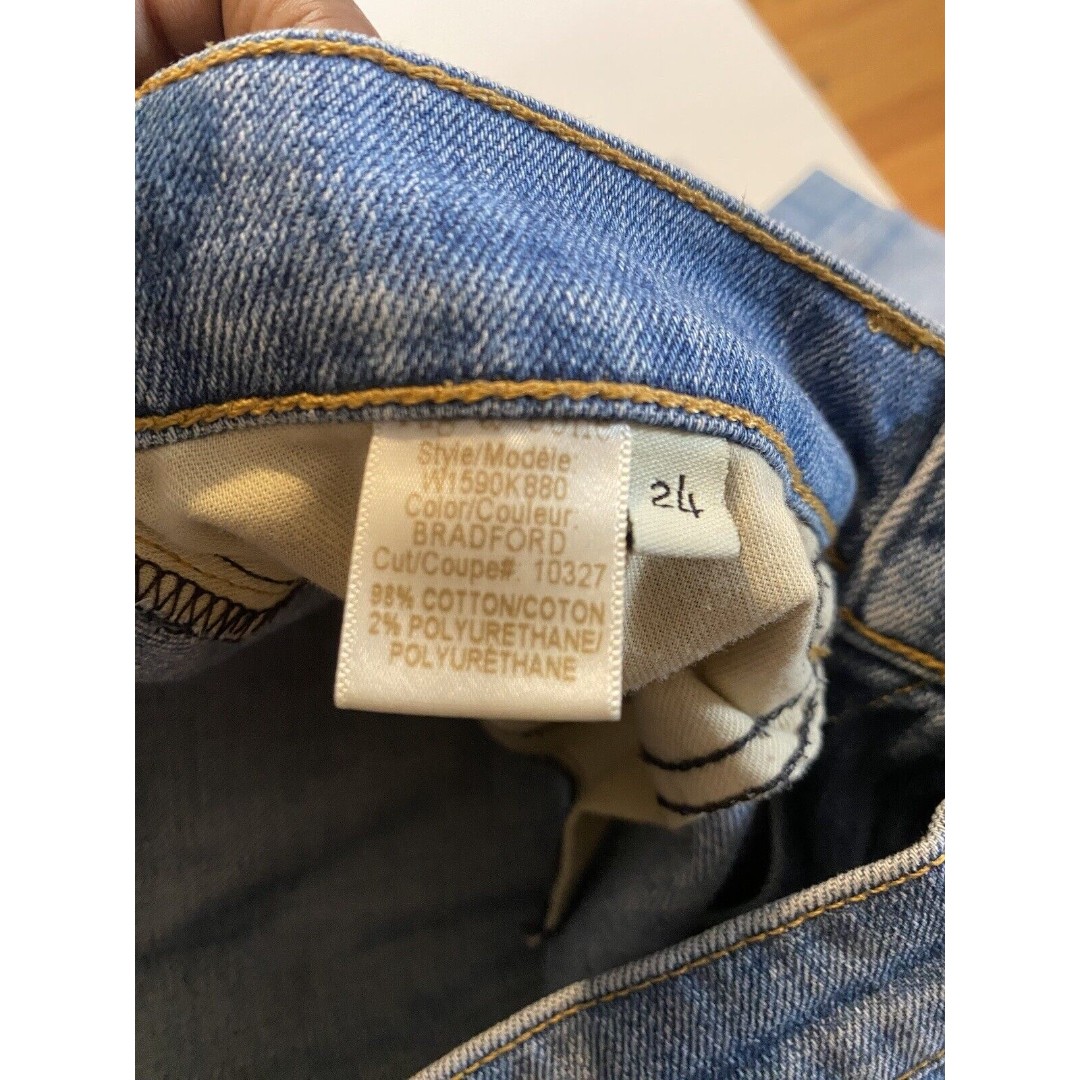 Style/Modèle:
W1590K880
Color/Couleur:
BRADFORD
Cut/Coupe#: 10327
98% COTTON/COTON
2% POLYURETHANE/
POLYURÉTHANE
24